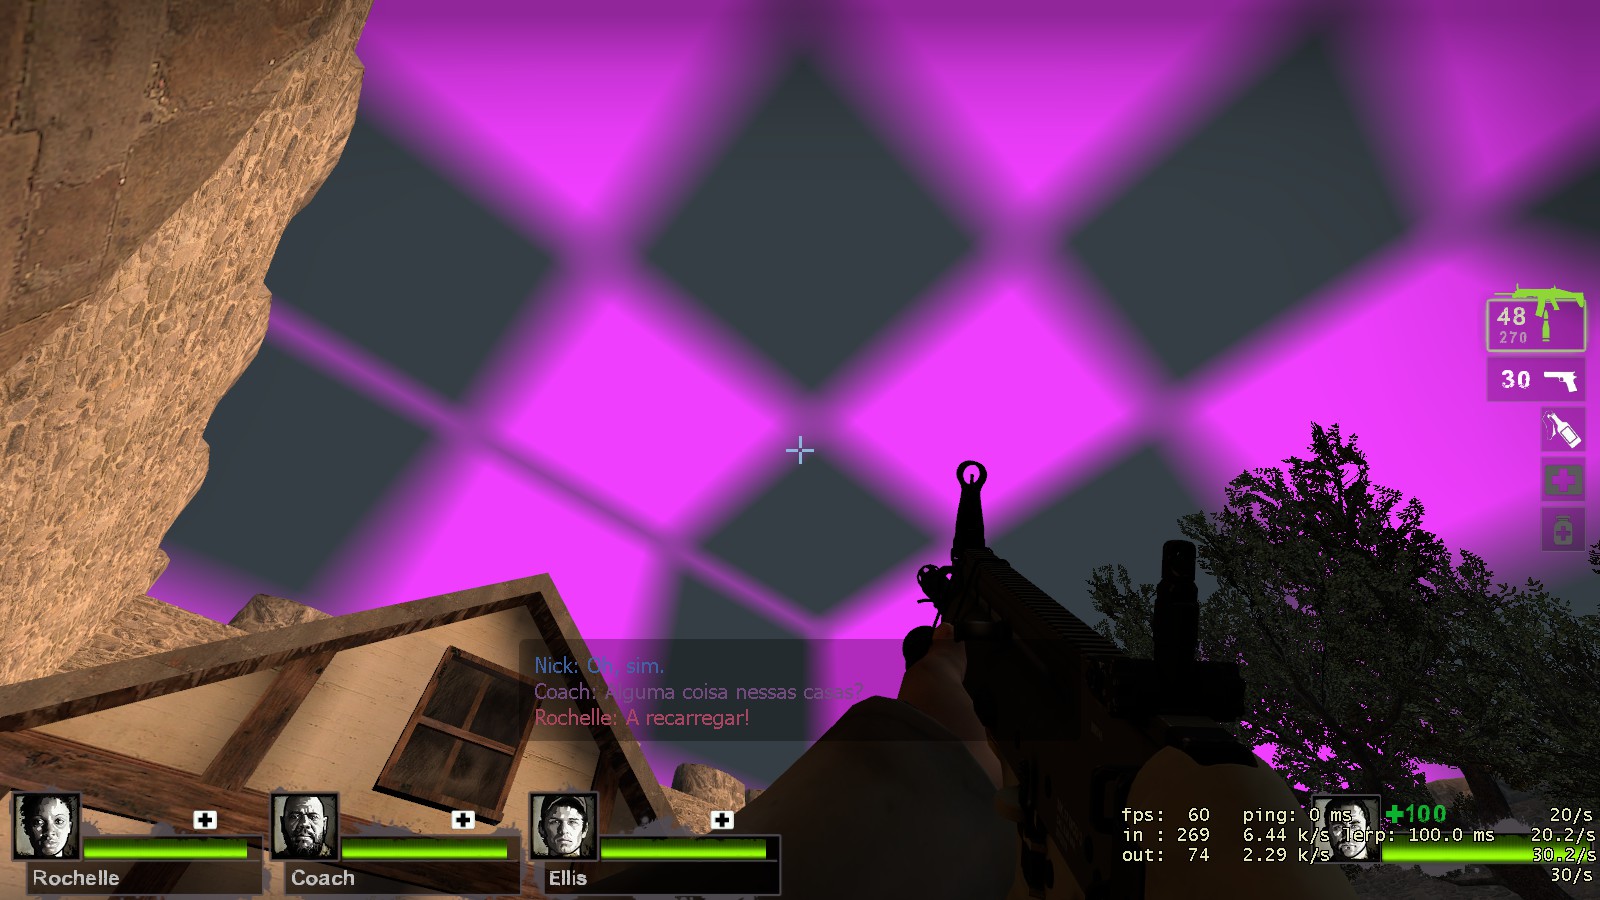 48
270
30
Nick: Oh, sim.
Coach: Alguma coisa nessas casas?
Rochelle: A recarregar!
fps: 60 ping: 0 ms +100 20/s
in : 269 6.44 k/s lerp: 100.0 ms 20.2/s
out: 74 2.29 k/s 30.2/s
30/s
Rochelle
Coach
Ellis